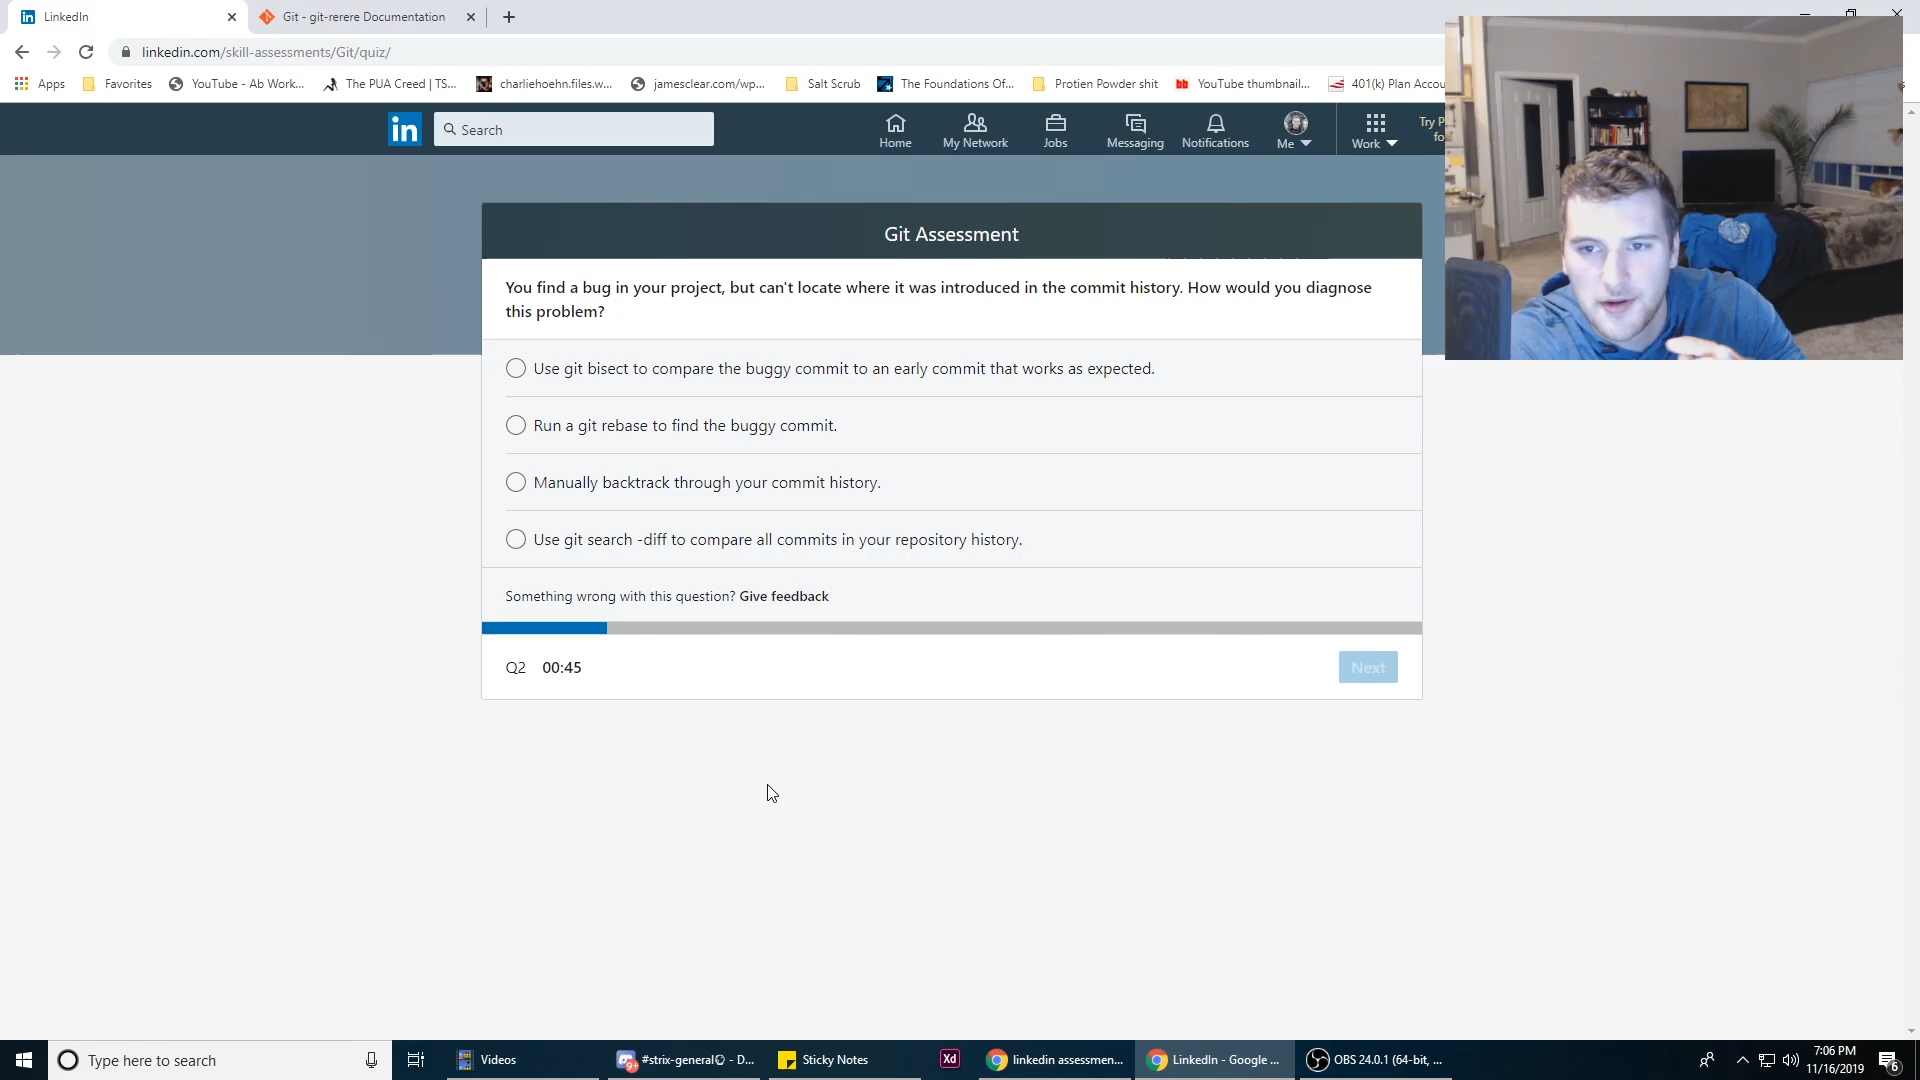 LinkedIn
Git - git-rerere Documentation
linkedin.com/skill-assessments/Git/quiz/
Apps
Favorites
YouTube - Ab Work...
The PUA Creed | TS...
charliehoehn.files.w...
jamesclear.com/wp...
Salt Scrub
The Foundations Of...
Protien Powder shit
YouTube thumbnail...
401(k) Plan Accou
in
Search
Home
My Network
Jobs
Messaging
Notifications
Me
Work
Try P
fo
Git Assessment
You find a bug in your project, but can't locate where it was introduced in the commit history. How would you diagnose
this problem?
Use git bisect to compare the buggy commit to an early commit that works as expected.
Run a git rebase to find the buggy commit.
Manually backtrack through your commit history.
Use git search -diff to compare all commits in your repository history.
Something wrong with this question? Give feedback
Q2 00:45
Next
Type here to search
Videos
9+
#strix-general© - D...
Sticky Notes
Xd
linkedin assessmen...
LinkedIn - Google ...
OBS 24.0.1 (64-bit, ...
7:06 PM
11/16/2019
6